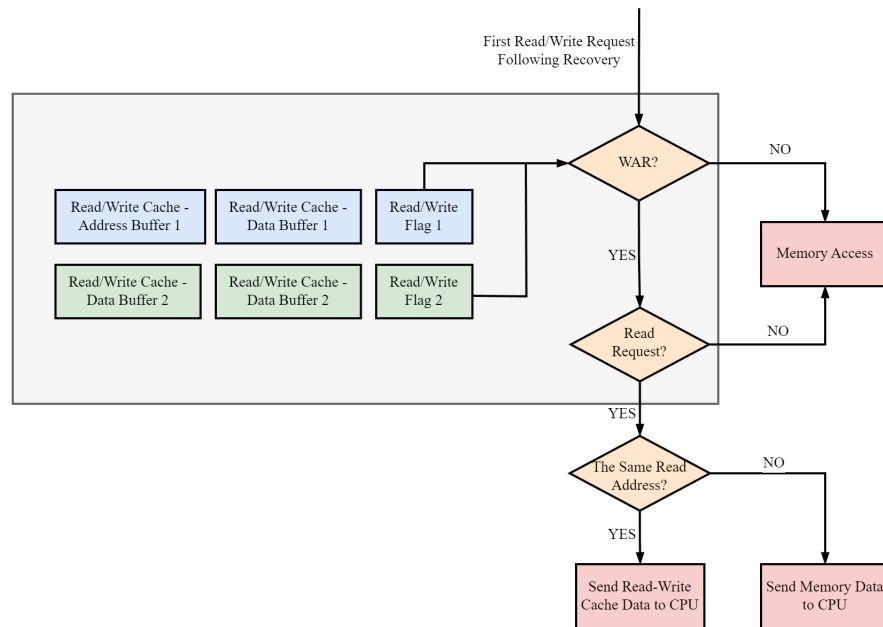 First Read/Write Request
Following Recovery
WAR?
NO
Read/Write Cache -
Address Buffer 1
Read/Write Cache -
Data Buffer 1
Read/Write
Flag 1
Memory Access
YES
Read/Write Cache -
Data Buffer 2
Read/Write Cache -
Data Buffer 2
Read/Write
Flag 2
Read
Request?
NO
YES
The Same Read
Address?
NO
YES
Send Read-Write
Cache Data to CPU
Send Memory Data
to CPU